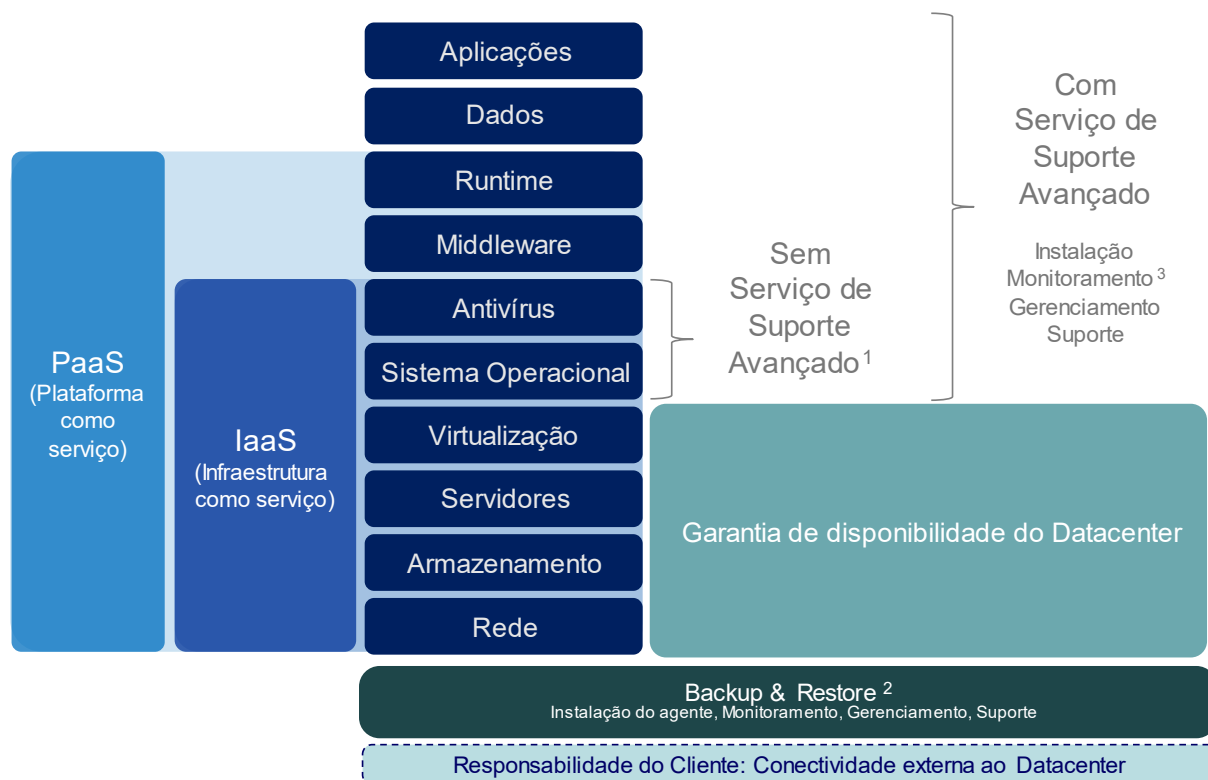 Aplicações
Dados
Runtime
Middleware
Antivírus
Sistema Operacional
Virtualização
Servidores
Armazenamento
Rede
PaaS
(Plataforma
como
serviço)
IaaS
(Infraestrutura
como serviço)
Sem
Serviço de
Suporte
Avançado 1
Com
Serviço de
Suporte
Avançado
Instalação
Monitoramento 3
Gerenciamento
Suporte
Garantia de disponibilidade do Datacenter
Backup & Restore 2
Instalação do agente, Monitoramento, Gerenciamento, Suporte
Responsabilidade do Cliente: Conectividade externa ao Datacenter